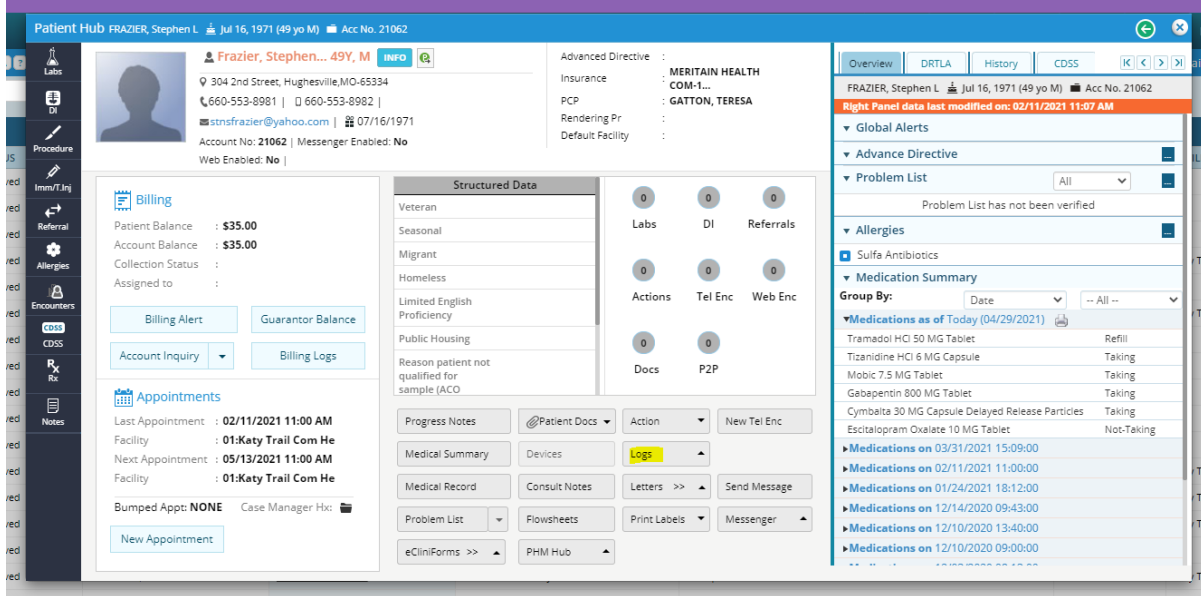 Patient Hub FRAZIER, Stephen L Jul 16, 1971 (49 yo M) Acc No. 21062
Labs
DI
Procedure
Imm/T.Inj
Referral
Allergies
Encounters
CDSS
CDSS
Rx
Rx
Notes
Frazier, Stephen... 49Y, M INFO
304 2nd Street, Hughesville,MO-65334
660-553-8981 | 660-553-8982 |
stnsfrazier@yahoo.com | 07/16/1971
Account No: 21062 | Messenger Enabled: No
Web Enabled: No |
Advanced Directive :
Insurance : MERITAIN HEALTH COM-1...
PCP : GATTON, TERESA
Rendering Pr :
Default Facility :
Billing
Patient Balance : $35.00
Account Balance : $35.00
Collection Status :
Assigned to :
Billing Alert Guarantor Balance
Account Inquiry Billing Logs
Appointments
Last Appointment : 02/11/2021 11:00 AM
Facility : 01:Katy Trail Com He
Next Appointment : 05/13/2021 11:00 AM
Facility : 01:Katy Trail Com He
Bumped Appt: NONE Case Manager Hx:
New Appointment
Structured Data
Veteran
Seasonal
Migrant
Homeless
Limited English
Proficiency
Public Housing
Reason patient not
qualified for
sample (ACO
0 0 0
Labs DI Referrals
0 0 0
Actions Tel Enc Web Enc
0 0
Docs P2P
Progress Notes Patient Docs Action New Tel Enc
Medical Summary Devices Logs
Medical Record Consult Notes Letters >> Send Message
Problem List Flowsheets Print Labels Messenger
eCliniForms >> PHM Hub
Overview DRTLA History CDSS
FRAZIER, Stephen L Jul 16, 1971 (49 yo M) Acc No. 21062
Right Panel data last modified on: 02/11/2021 11:07 AM
Global Alerts
Advance Directive
Problem List All
Problem List has not been verified
Allergies
Sulfa Antibiotics
Medication Summary
Group By: Date -- All --
Medications as of Today (04/29/2021)
Tramadol HCl 50 MG Tablet Refill
Tizanidine HCl 6 MG Capsule Taking
Mobic 7.5 MG Tablet Taking
Gabapentin 800 MG Tablet Taking
Cymbalta 30 MG Capsule Delayed Release Particles Taking
Escitalopram Oxalate 10 MG Tablet Not-Taking
Medications on 03/31/2021 15:09:00
Medications on 02/11/2021 11:00:00
Medications on 01/24/2021 18:12:00
Medications on 12/14/2020 09:43:00
Medications on 12/10/2020 13:40:00
Medications on 12/10/2020 09:00:00